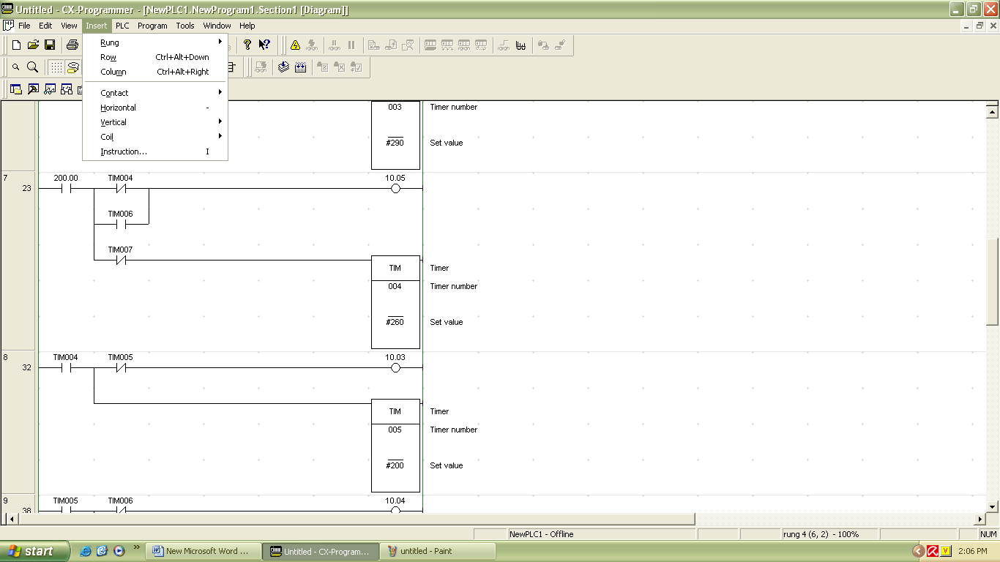 Untitled - CX-Programmer - [NewPLC1.NewProgram1.Section1 [Diagram]]
File Edit View Insert PLC Program Tools Window Help
Rung
Row Ctrl+Alt+Down
Column Ctrl+Alt+Right
Contact
Horizontal -
Vertical
Coil
Instruction... I
003 Timer number
#290 Set value
7 200.00 TIM004 10.05
23
TIM006
TIM007
TIM Timer
004 Timer number
#260 Set value
8 TIM004 TIM005 10.03
32
TIM Timer
005 Timer number
#200 Set value
9 TIM005 TIM006 10.04
38
NewPLC1 - Offline rung 4 (6, 2) - 100% NUM
start » New Microsoft Word ... Untitled - CX-Program... untitled - Paint V 2:06 PM